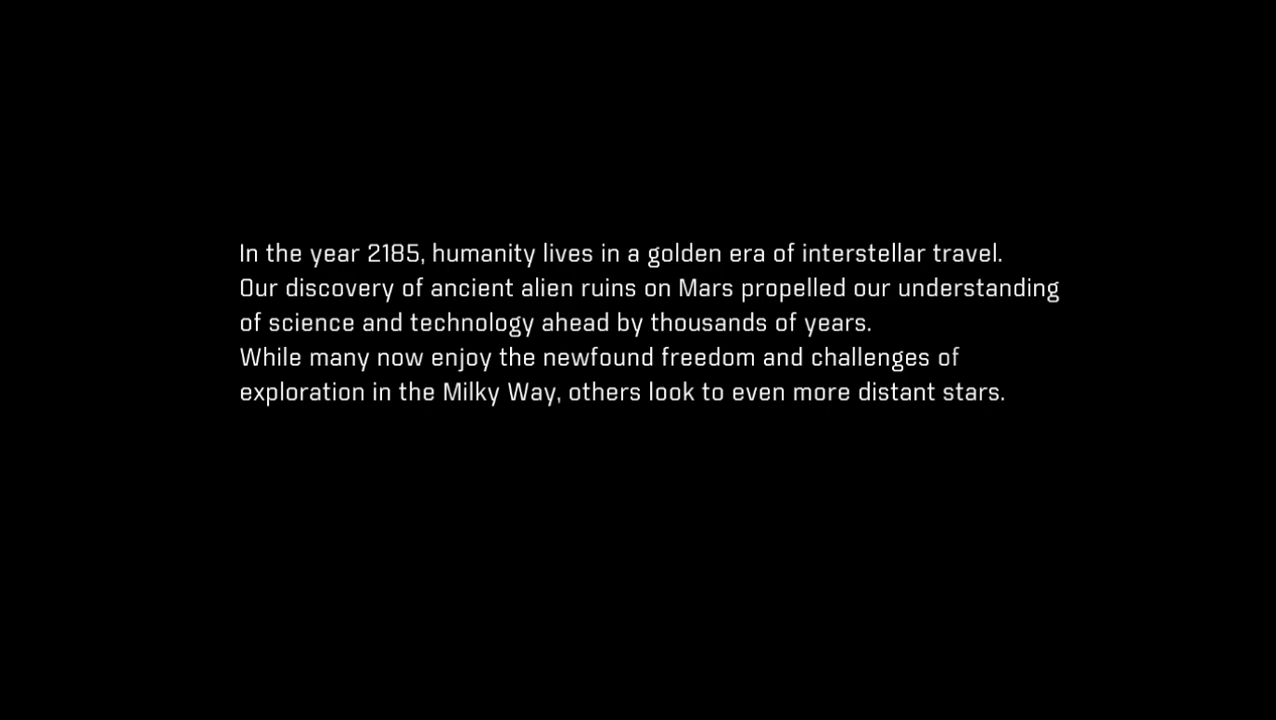 In the year 2185, humanity lives in a golden era of interstellar travel.
Our discovery of ancient alien ruins on Mars propelled our understanding
of science and technology ahead by thousands of years.
While many now enjoy the newfound freedom and challenges of
exploration in the Milky Way, others look to even more distant stars.